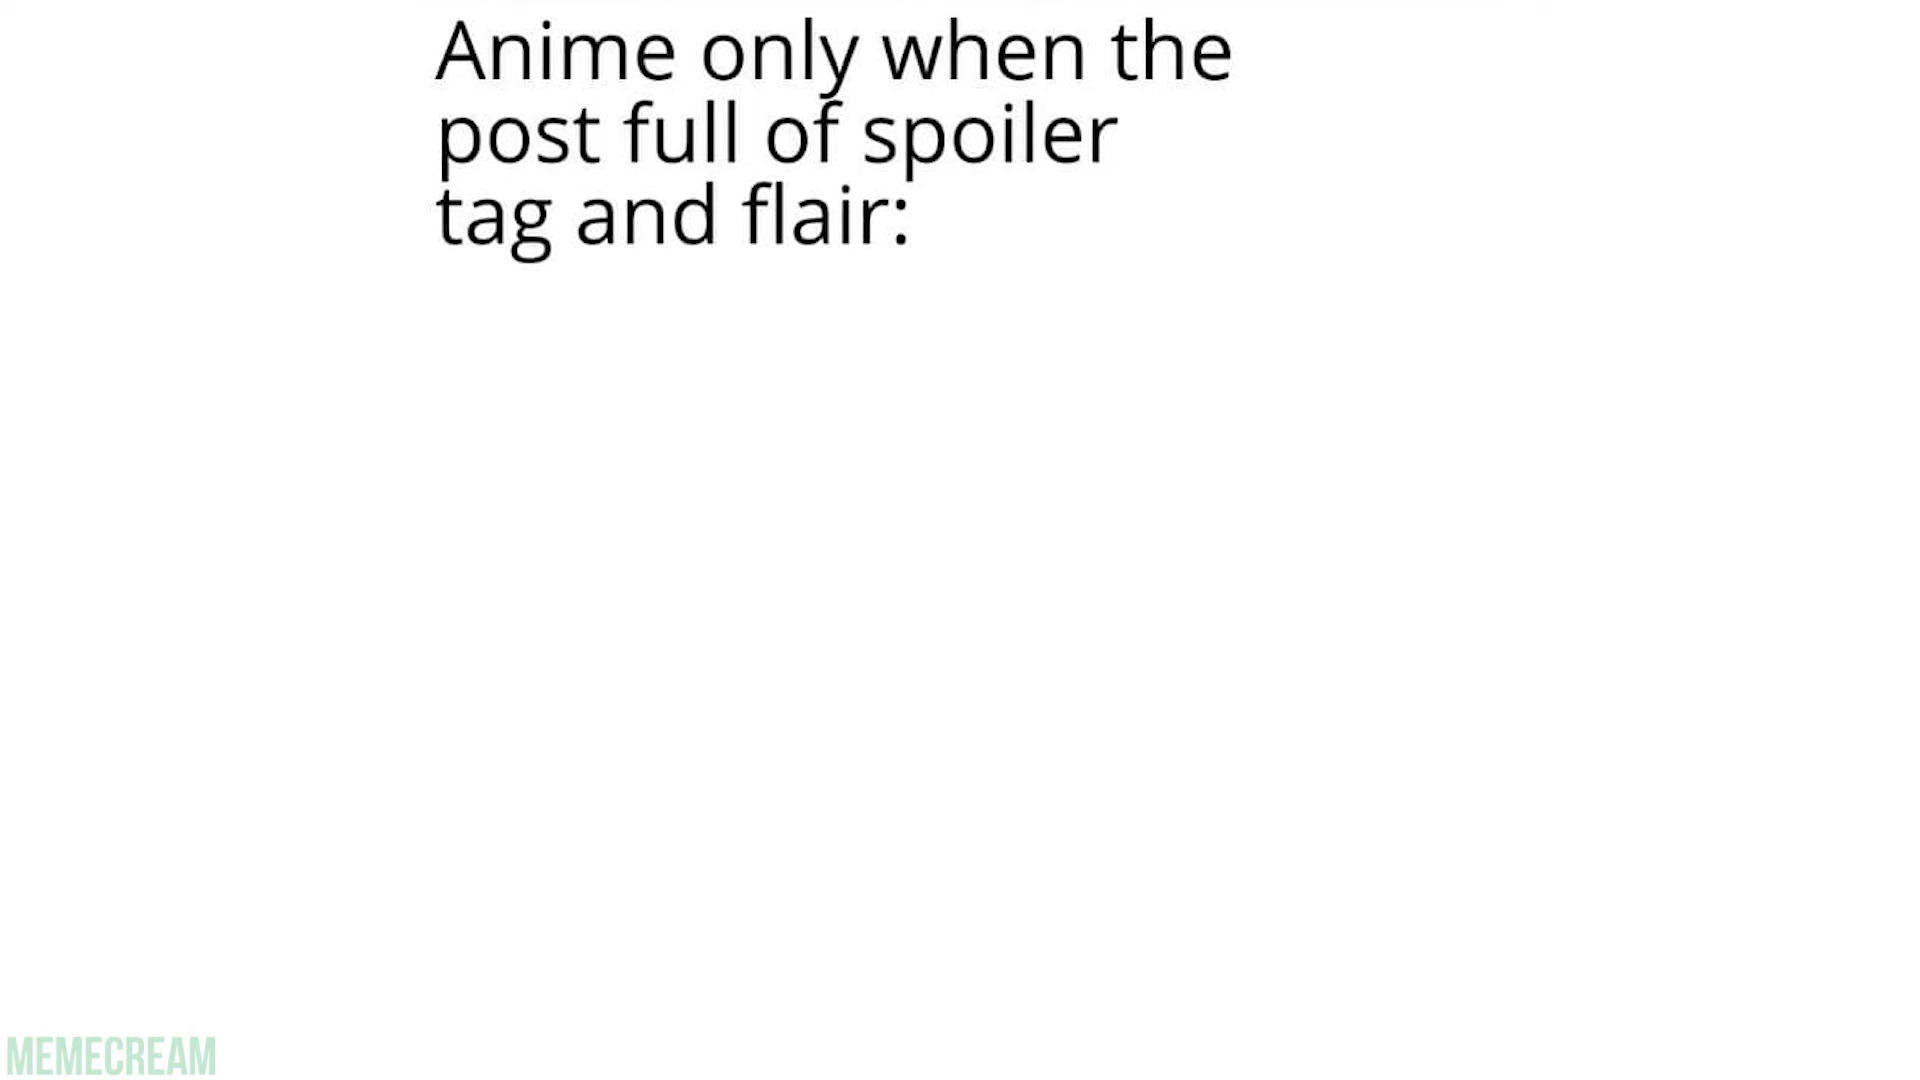 Anime only when the
post full of spoiler
tag and flair:
MEMECREAM